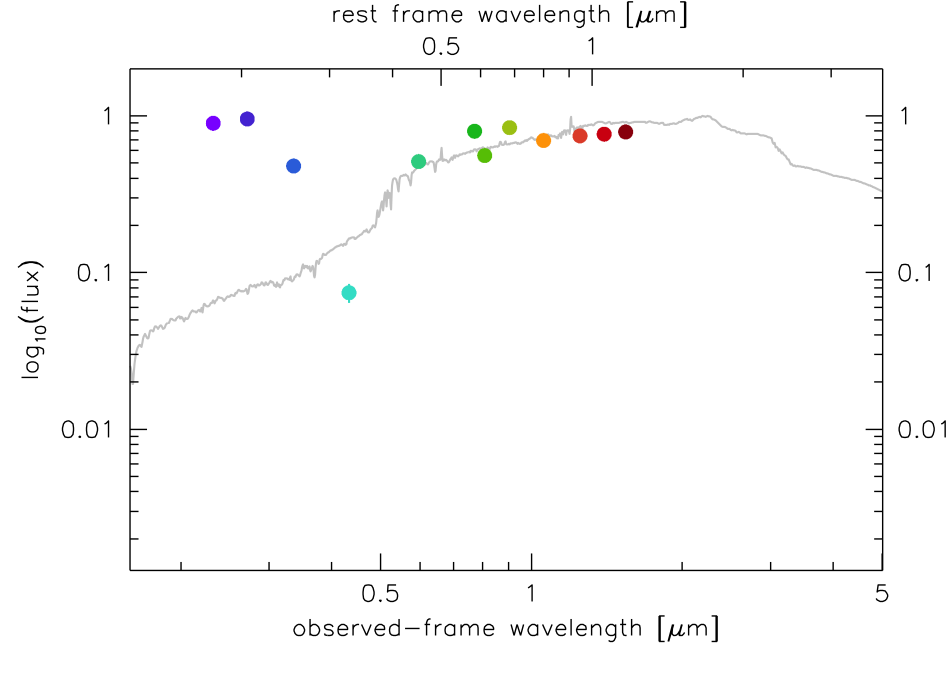 rest frame wavelength [μm]
0.5 1
1 1
0.1 0.1
log10(flux)
0.01 0.01
0.5 1 5
observed-frame wavelength [μm]